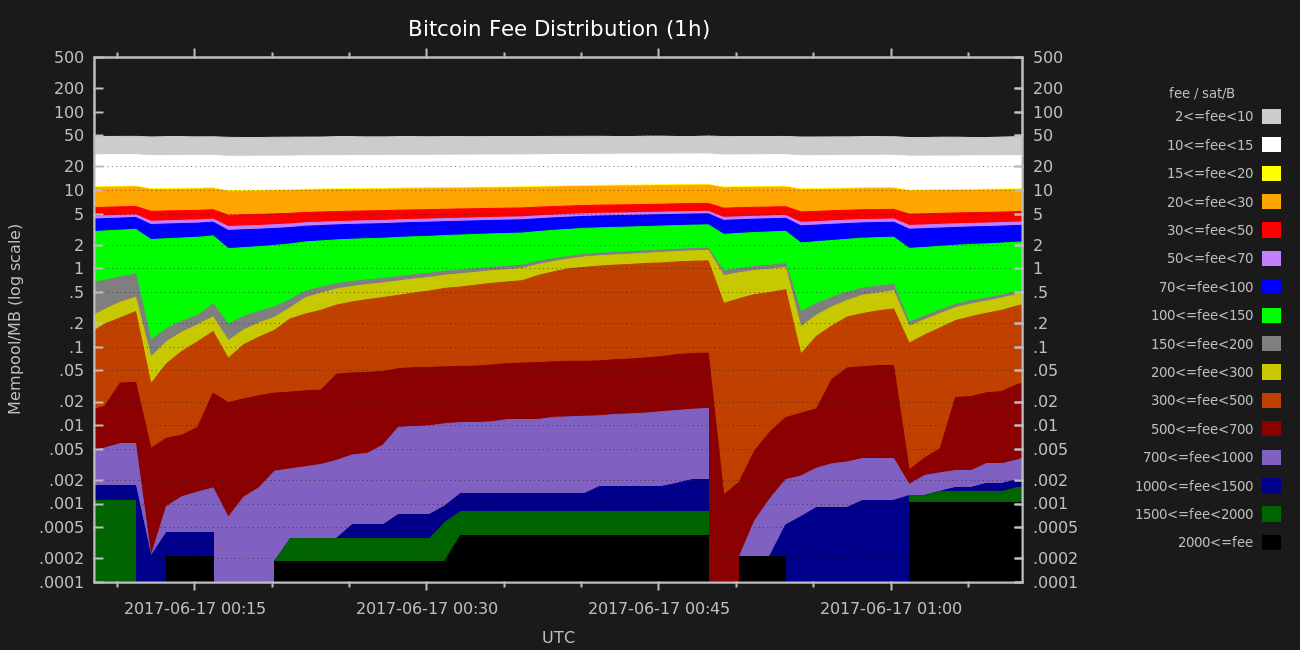 Bitcoin Fee Distribution (1h)
Mempool/MB (log scale)
500
200
100
50
20
10
5
2
1
.5
.2
.1
.05
.02
.01
.005
.002
.001
.0005
.0002
.0001
500
200
100
50
20
10
5
2
1
.5
.2
.1
.05
.02
.01
.005
.002
.001
.0005
.0002
.0001
2017-06-17 00:15
2017-06-17 00:30
2017-06-17 00:45
2017-06-17 01:00
UTC
fee / sat/B
2<=fee<10
10<=fee<15
15<=fee<20
20<=fee<30
30<=fee<50
50<=fee<70
70<=fee<100
100<=fee<150
150<=fee<200
200<=fee<300
300<=fee<500
500<=fee<700
700<=fee<1000
1000<=fee<1500
1500<=fee<2000
2000<=fee